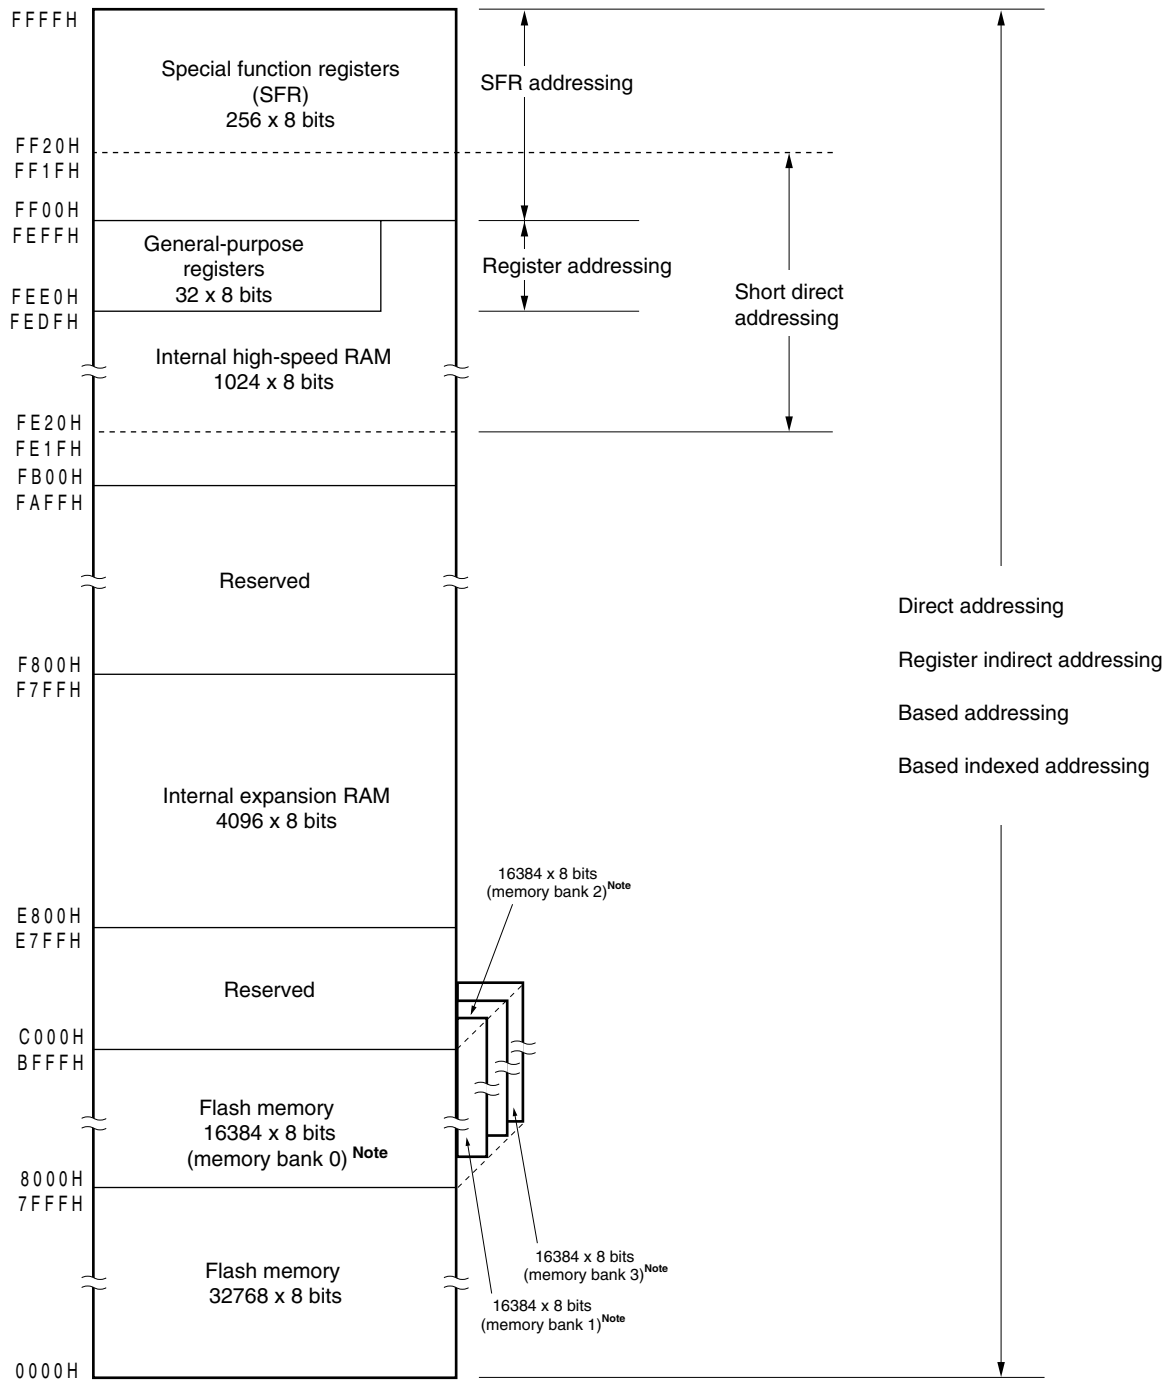 FFFFH
Special function registers
(SFR)
256 x 8 bits
SFR addressing
FF20H
FF1FH
FF00H
FEFFH
General-purpose
registers
32 x 8 bits
Register addressing
Short direct
addressing
FEE0H
FEDFH
Internal high-speed RAM
1024 x 8 bits
FE20H
FE1FH
FB00H
FAFFH
Reserved
Direct addressing
Register indirect addressing
Based addressing
Based indexed addressing
F800H
F7FFH
Internal expansion RAM
4096 x 8 bits
16384 x 8 bits
(memory bank 2)Note
E800H
E7FFH
Reserved
C000H
BFFFH
Flash memory
16384 x 8 bits
(memory bank 0) Note
8000H
7FFFH
16384 x 8 bits
(memory bank 3)Note
16384 x 8 bits
(memory bank 1)Note
Flash memory
32768 x 8 bits
0000H